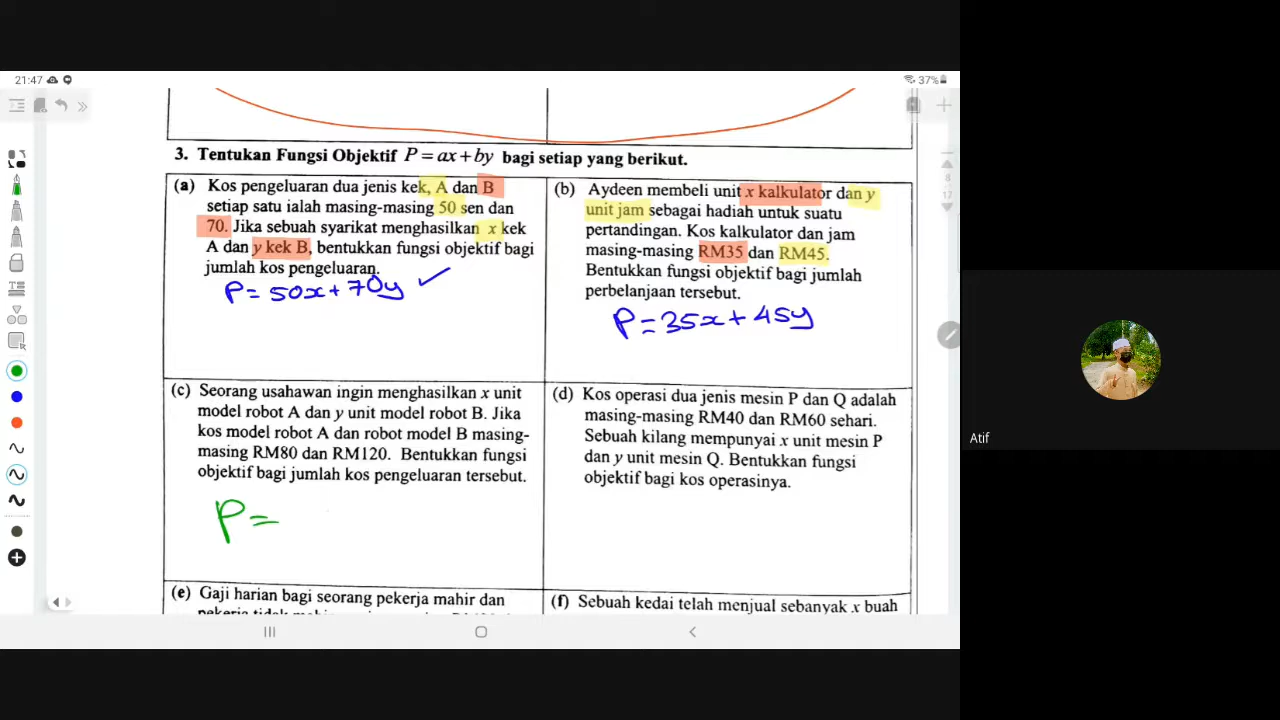 21:47
37%
3. Tentukan Fungsi Objektif P = ax + by bagi setiap yang berikut.
(a) Kos pengeluaran dua jenis kek, A dan B
setiap satu ialah masing-masing 50 sen dan
70. Jika sebuah syarikat menghasilkan x kek
A dan y kek B, bentukkan fungsi objektif bagi
jumlah kos pengeluaran.
P = 50x + 70y ✓
(b) Aydeen membeli unit x kalkulator dan y
unit jam sebagai hadiah untuk suatu
pertandingan. Kos kalkulator dan jam
masing-masing RM35 dan RM45.
Bentukkan fungsi objektif bagi jumlah
perbelanjaan tersebut.
P = 35x + 45y
(c) Seorang usahawan ingin menghasilkan x unit
model robot A dan y unit model robot B. Jika
kos model robot A dan robot model B masing-
masing RM80 dan RM120. Bentukkan fungsi
objektif bagi jumlah kos pengeluaran tersebut.
P =
(d) Kos operasi dua jenis mesin P dan Q adalah
masing-masing RM40 dan RM60 sehari.
Sebuah kilang mempunyai x unit mesin P
dan y unit mesin Q. Bentukkan fungsi
objektif bagi kos operasinya.
(e) Gaji harian bagi seorang pekerja mahir dan
(f) Sebuah kedai telah menjual sebanyak x buah
8
17
Atif